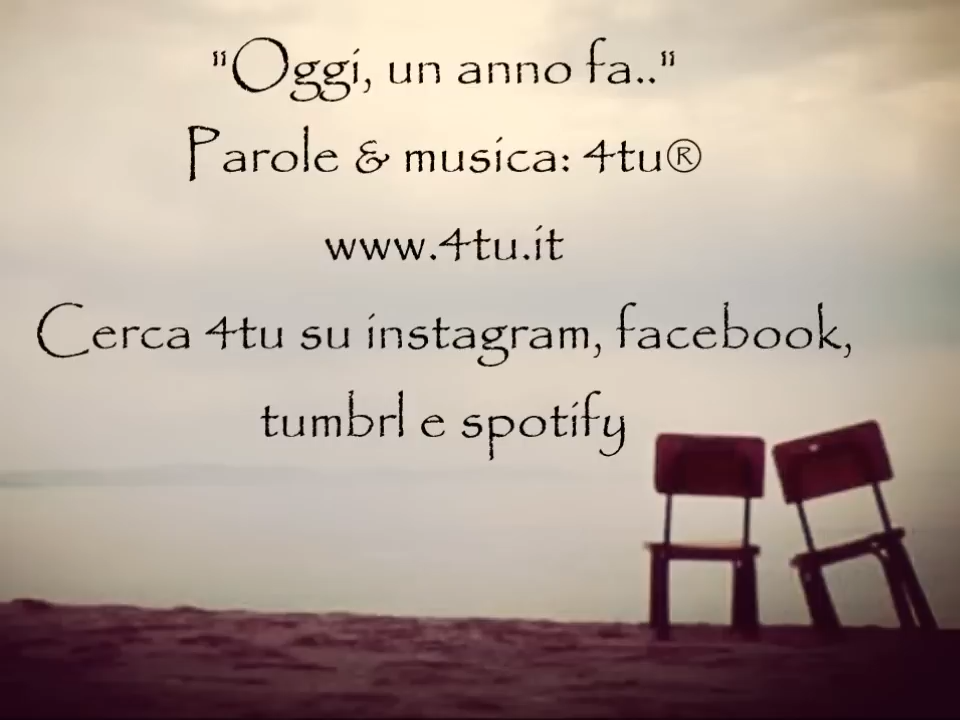 "Oggi, un anno fa.."
Parole & musica: 4tu®
www.4tu.it
Cerca 4tu su instagram, facebook,
tumbrl e spotify